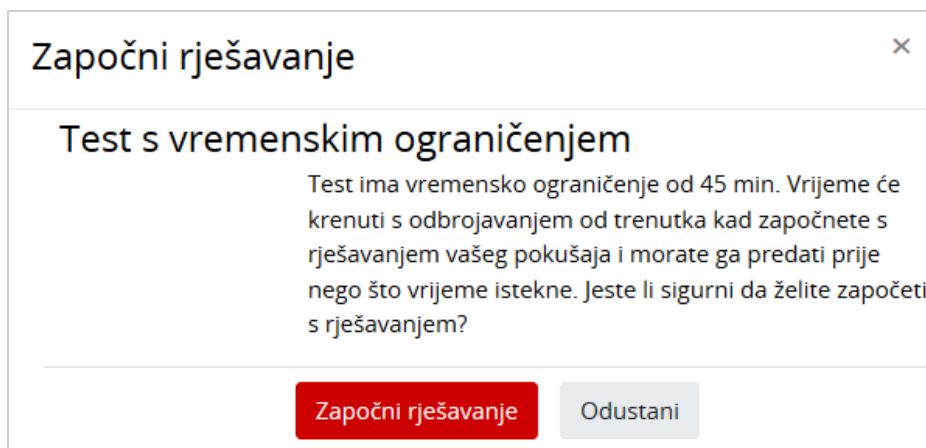 Započni rješavanje
×
Test s vremenskim ograničenjem
Test ima vremensko ograničenje od 45 min. Vrijeme će
krenuti s odbrojavanjem od trenutka kad započnete s
rješavanjem vašeg pokušaja i morate ga predati prije
nego što vrijeme istekne. Jeste li sigurni da želite započeti
s rješavanjem?
Započni rješavanje
Odustani